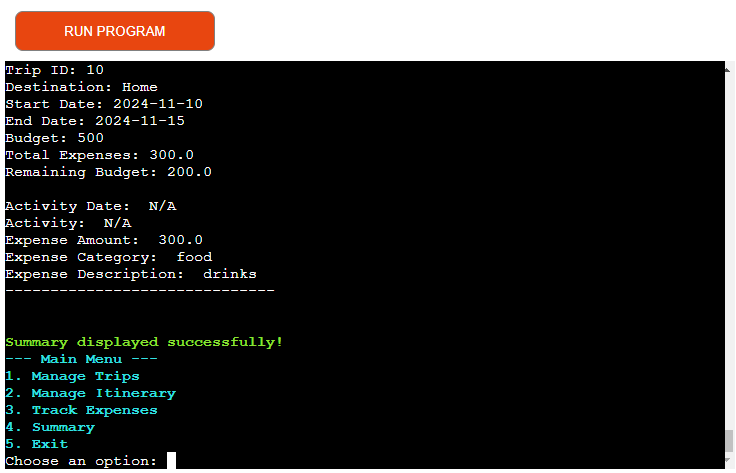 RUN PROGRAM
Trip ID: 10
Destination: Home
Start Date: 2024-11-10
End Date: 2024-11-15
Budget: 500
Total Expenses: 300.0
Remaining Budget: 200.0
Activity Date:  N/A
Activity:  N/A
Expense Amount:  300.0
Expense Category:  food
Expense Description:  drinks
------------------------------
Summary displayed successfully!
--- Main Menu ---
1. Manage Trips
2. Manage Itinerary
3. Track Expenses
4. Summary
5. Exit
Choose an option: